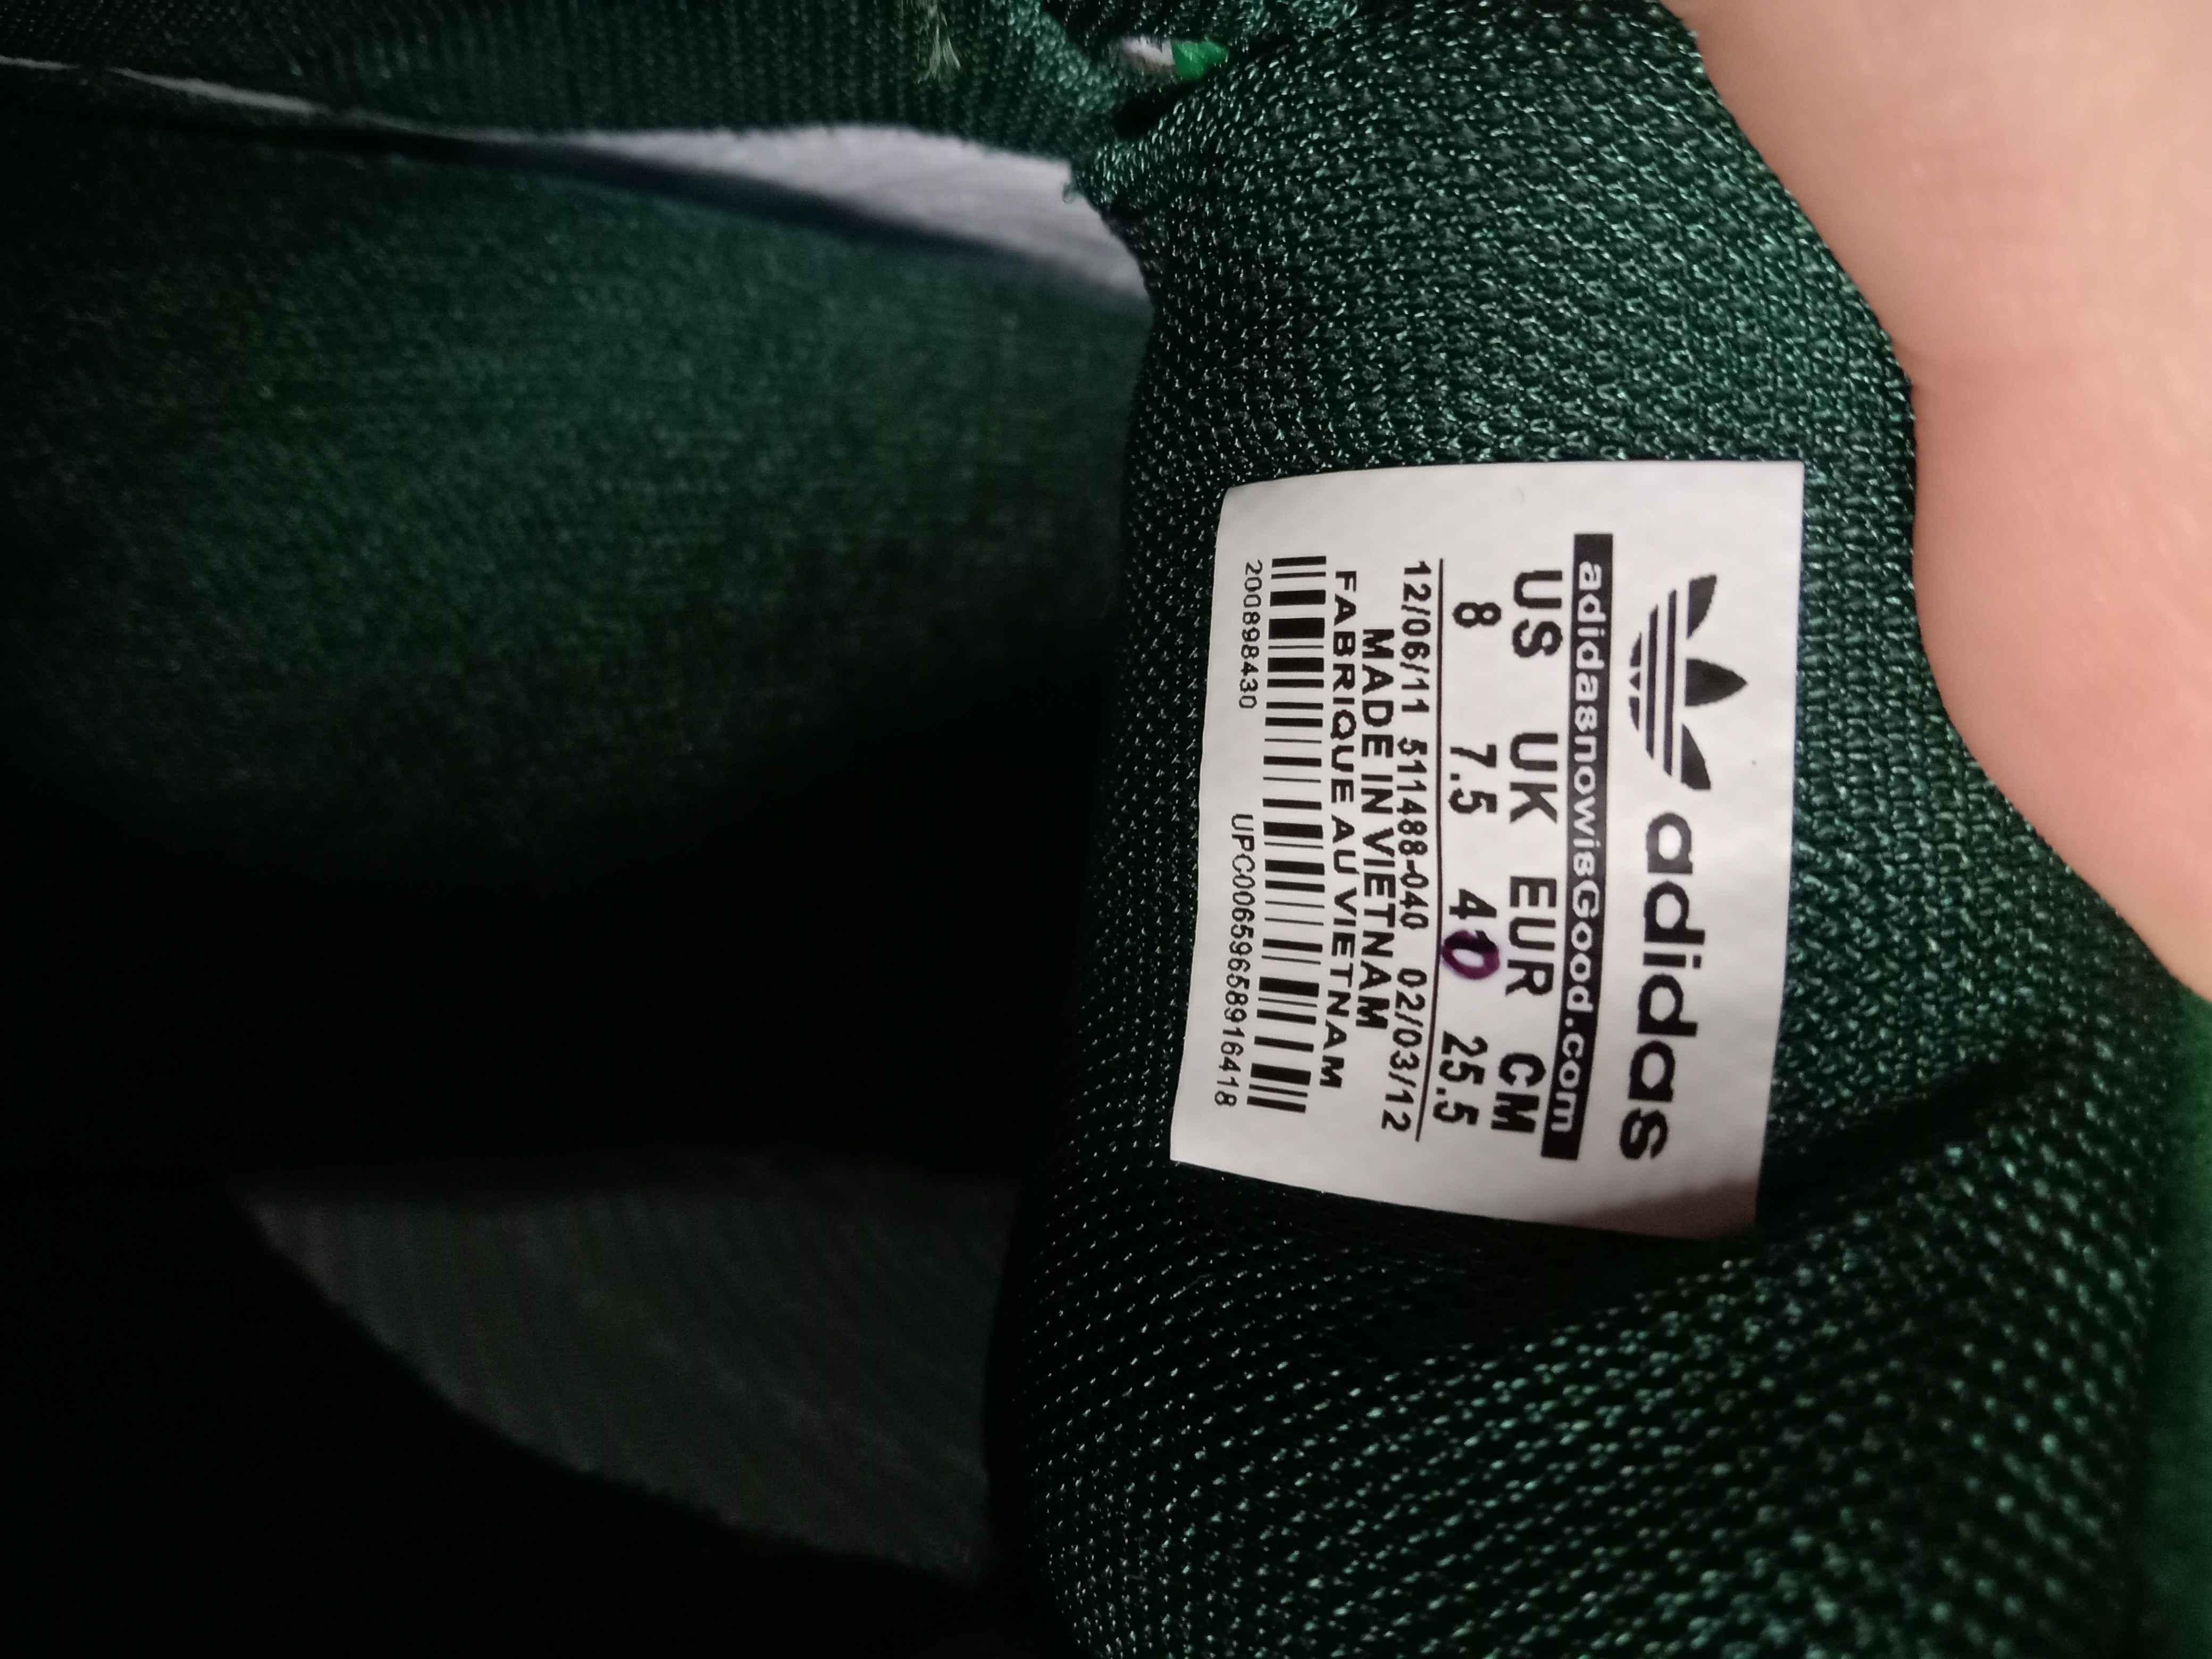 adidas
adidasnowisGood.com
US UK EUR CM
8 7.5 40 25.5
12/06/11 511488-040 02/03/12
MADE IN VIETNAM
FABRIQUE AU VIETNAM
200898430 UPC00659658916418